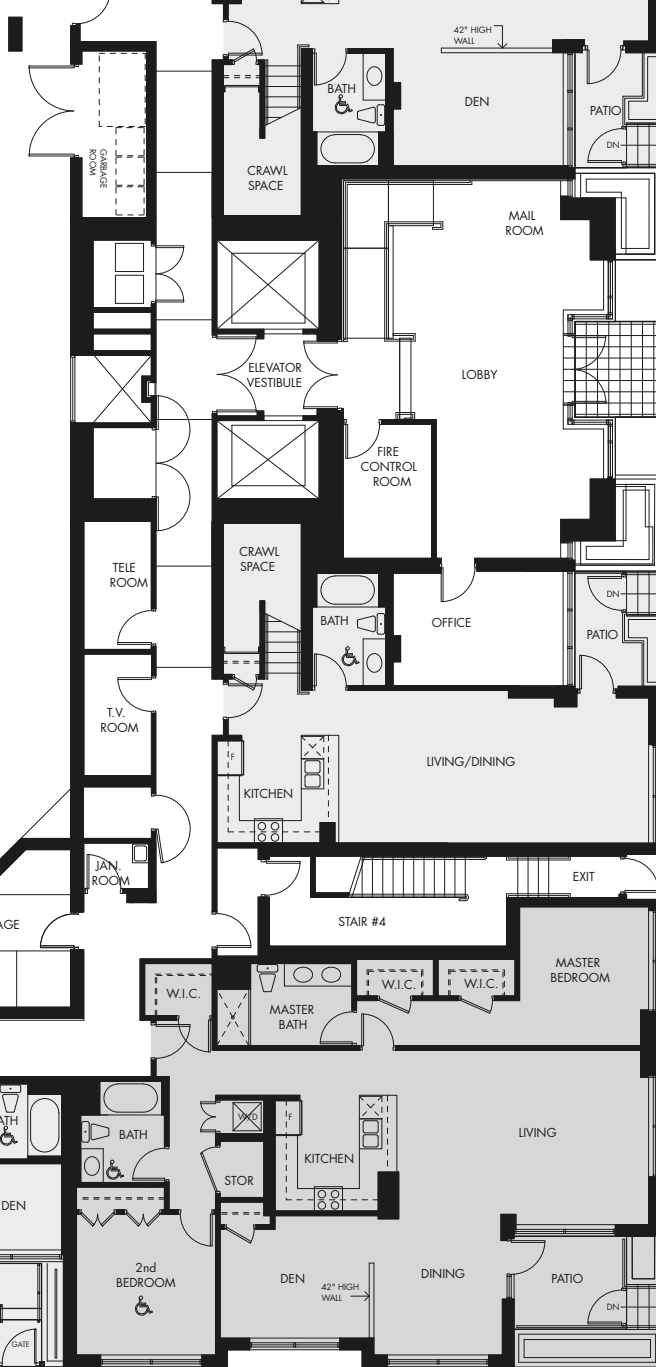 42" HIGH
WALL
BATH
DEN
PATIO
DN
GARBAGE
ROOM
CRAWL
SPACE
MAIL
ROOM
ELEVATOR
VESTIBULE
LOBBY
FIRE
CONTROL
ROOM
CRAWL
SPACE
TELE
ROOM
BATH
OFFICE
DN
PATIO
T.V.
ROOM
F
KITCHEN
LIVING/DINING
JAN.
ROOM
EXIT
AGE
STAIR #4
MASTER
BEDROOM
W.I.C.
W.I.C.
W.I.C.
MASTER
BATH
ATH
BATH
W/D
F
KITCHEN
LIVING
STOR
DEN
2nd
BEDROOM
DEN
42" HIGH
WALL
DINING
PATIO
DN
GATE